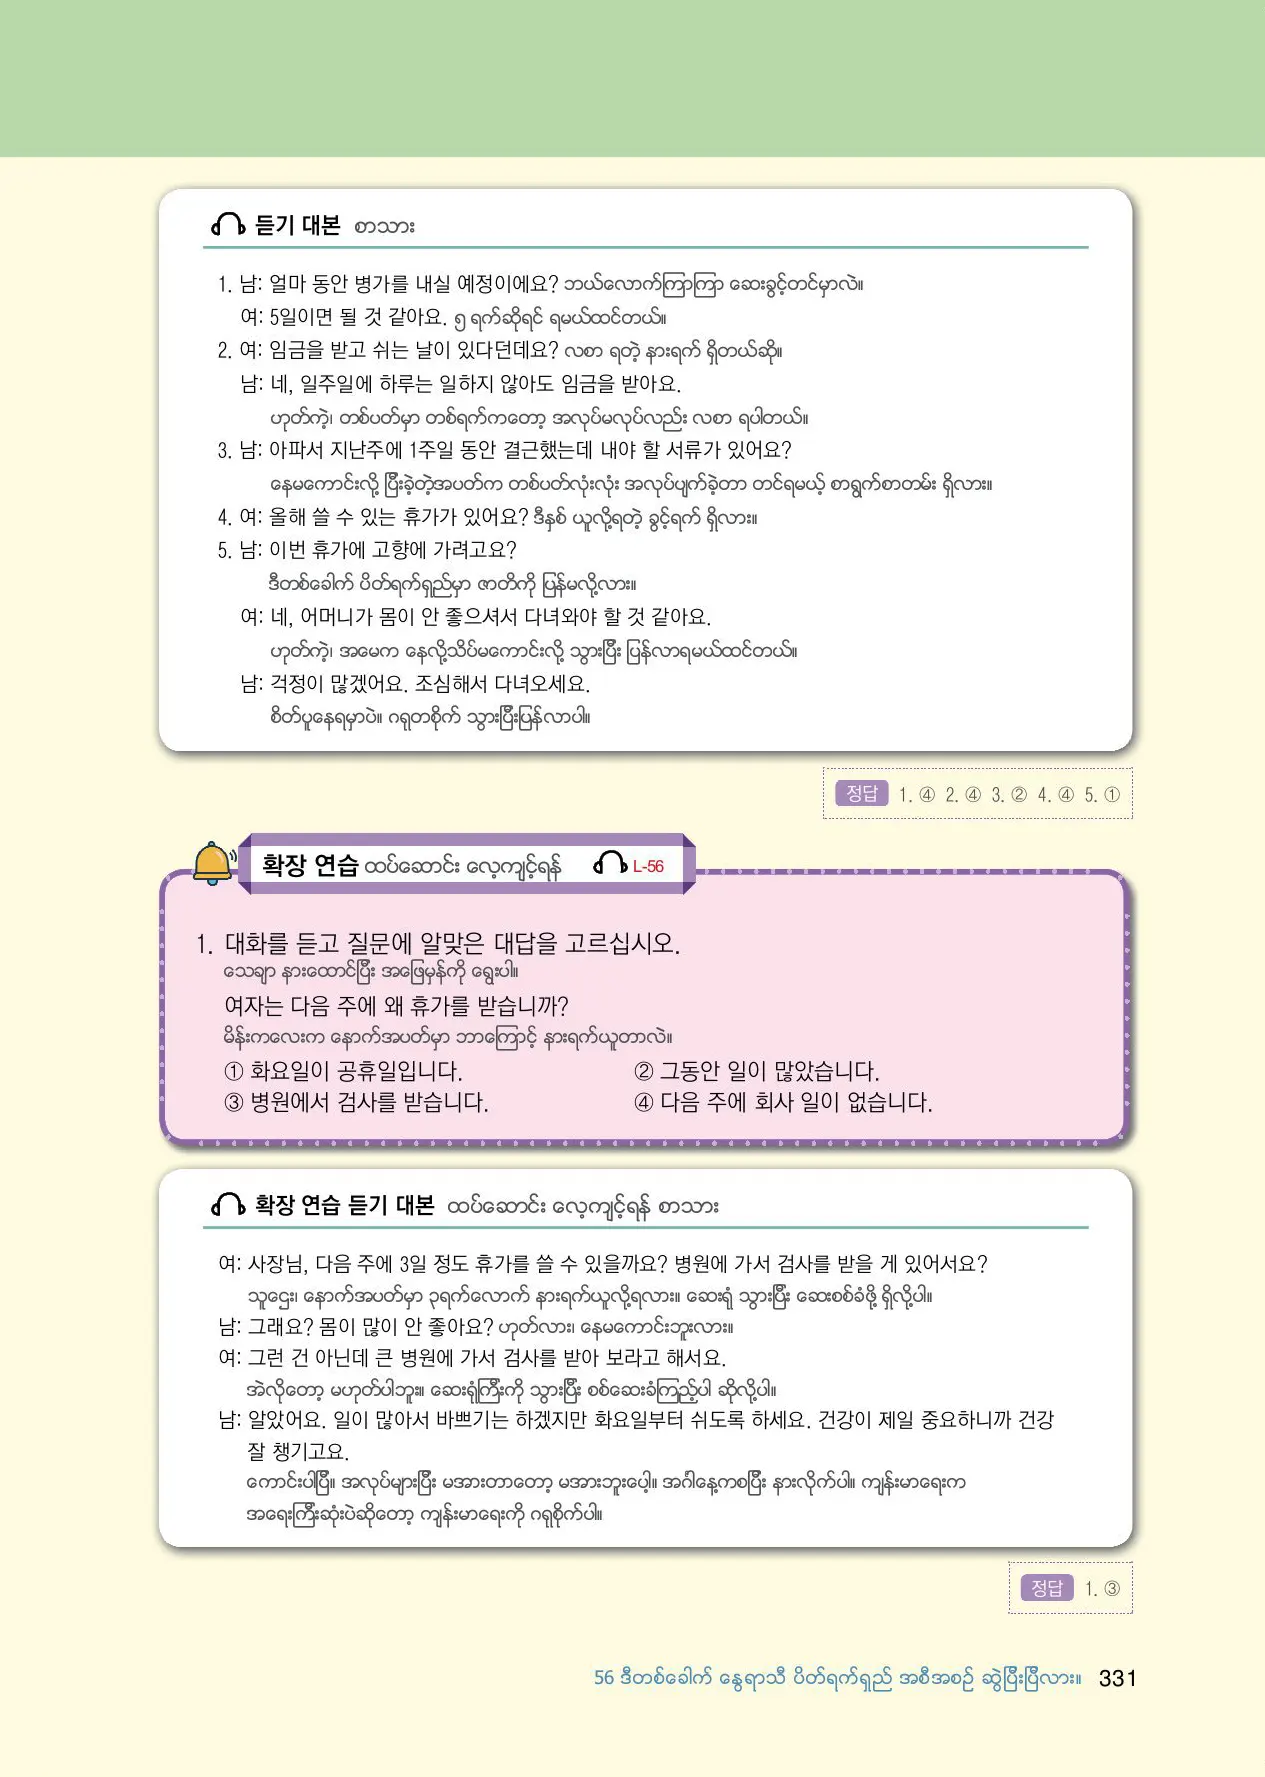 듣기 대본 စာသား
1. 남: 얼마 동안 병가를 내실 예정이에요? ဘယ်လောက်ကြာကြာ ဆေးခွင့်တင်မှာလဲ။
여: 5일이면 될 것 같아요. ၅ ရက်ဆိုရင် ရမယ်ထင်တယ်။
2. 여: 임금을 받고 쉬는 날이 있다던데요? လစာ ရတဲ့ နားရက် ရှိတယ်ဆို။
남: 네, 일주일에 하루는 일하지 않아도 임금을 받아요.
ဟုတ်ကဲ့၊ တစ်ပတ်မှာ တစ်ရက်ကတော့ အလုပ်မလုပ်လည်း လစာ ရပါတယ်။
3. 남: 아파서 지난주에 1주일 동안 결근했는데 내야 할 서류가 있어요?
နေမကောင်းလို့ ပြီးခဲ့တဲ့အပတ်က တစ်ပတ်လုံးလုံး အလုပ်ပျက်ခဲ့တာ တင်ရမယ့် စာရွက်စာတမ်း ရှိလား။
4. 여: 올해 쓸 수 있는 휴가가 있어요? ဒီနှစ် ယူလို့ရတဲ့ ခွင့်ရက် ရှိလား။
5. 남: 이번 휴가에 고향에 가려고요?
ဒီတစ်ခေါက် ပိတ်ရက်ရှည်မှာ ဇာတိကို ပြန်မလို့လား။
여: 네, 어머니가 몸이 안 좋으셔서 다녀와야 할 것 같아요.
ဟုတ်ကဲ့၊ အမေက နေလို့သိပ်မကောင်းလို့ သွားပြီး ပြန်လာရမယ်ထင်တယ်။
남: 걱정이 많겠어요. 조심해서 다녀오세요.
စိတ်ပူနေရမှာပဲ။ ဂရုတစိုက် သွားပြီးပြန်လာပါ။
정답 1. ④ 2. ④ 3. ② 4. ④ 5. ①
확장 연습 ထပ်ဆောင်း လေ့ကျင့်ရန် L-56
1. 대화를 듣고 질문에 알맞은 대답을 고르십시오.
သေချာ နားထောင်ပြီး အဖြေမှန်ကို ရွေးပါ။
여자는 다음 주에 왜 휴가를 받습니까?
မိန်းကလေးက နောက်အပတ်မှာ ဘာကြောင့် နားရက်ယူတာလဲ။
① 화요일이 공휴일입니다. ② 그동안 일이 많았습니다.
③ 병원에서 검사를 받습니다. ④ 다음 주에 회사 일이 없습니다.
확장 연습 듣기 대본 ထပ်ဆောင်း လေ့ကျင့်ရန် စာသား
여: 사장님, 다음 주에 3일 정도 휴가를 쓸 수 있을까요? 병원에 가서 검사를 받을 게 있어서요?
သူဌေး၊ နောက်အပတ်မှာ ၃ရက်လောက် နားရက်ယူလို့ရလား။ ဆေးရုံ သွားပြီး ဆေးစစ်ခံဖို့ ရှိလို့ပါ။
남: 그래요? 몸이 많이 안 좋아요? ဟုတ်လား၊ နေမကောင်းဘူးလား။
여: 그런 건 아닌데 큰 병원에 가서 검사를 받아 보라고 해서요.
အဲလိုတော့ မဟုတ်ပါဘူး။ ဆေးရုံကြီးကို သွားပြီး စစ်ဆေးခံကြည့်ပါ ဆိုလို့ပါ။
남: 알았어요. 일이 많아서 바쁘기는 하겠지만 화요일부터 쉬도록 하세요. 건강이 제일 중요하니까 건강
잘 챙기고요.
ကောင်းပါပြီ။ အလုပ်များပြီး မအားတာတော့ မအားဘူးပေါ့။ အင်္ဂါနေ့ကစပြီး နားလိုက်ပါ။ ကျန်းမာရေးက
အရေးကြီးဆုံးပဲဆိုတော့ ကျန်းမာရေးကို ဂရုစိုက်ပါ။
정답 1. ③
56 ဒီတစ်ခေါက် နွေရာသီ ပိတ်ရက်ရှည် အစီအစဉ် ဆွဲပြီးပြီလား။ 331